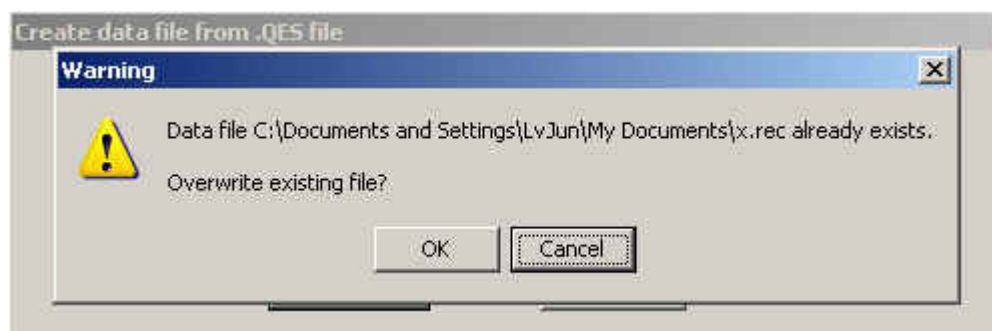 Create data file from .QES file
Warning
Data file C:\Documents and Settings\LvJun\My Documents\x.rec already exists.
Overwrite existing file?
OK
Cancel